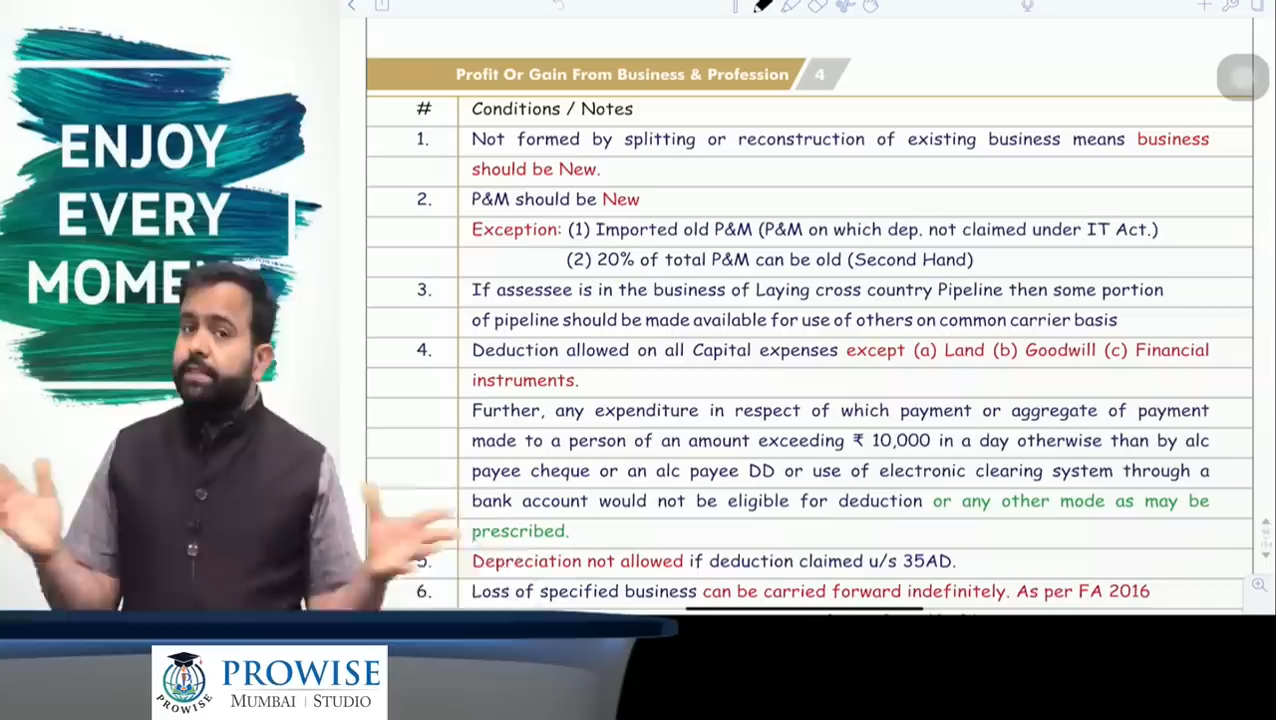 ENJOY
EVERY
MOME
Profit Or Gain From Business & Profession 4
# Conditions / Notes
1. Not formed by splitting or reconstruction of existing business means business
should be New.
2. P&M should be New
Exception: (1) Imported old P&M (P&M on which dep. not claimed under IT Act.)
(2) 20% of total P&M can be old (Second Hand)
3. If assessee is in the business of Laying cross country Pipeline then some portion
of pipeline should be made available for use of others on common carrier basis
4. Deduction allowed on all Capital expenses except (a) Land (b) Goodwill (c) Financial
instruments.
Further, any expenditure in respect of which payment or aggregate of payment
made to a person of an amount exceeding ₹ 10,000 in a day otherwise than by alc
payee cheque or an alc payee DD or use of electronic clearing system through a
bank account would not be eligible for deduction or any other mode as may be
prescribed.
Depreciation not allowed if deduction claimed u/s 35AD.
6. Loss of specified business can be carried forward indefinitely. As per FA 2016
PROWISE
PROWISE
MUMBAI | STUDIO